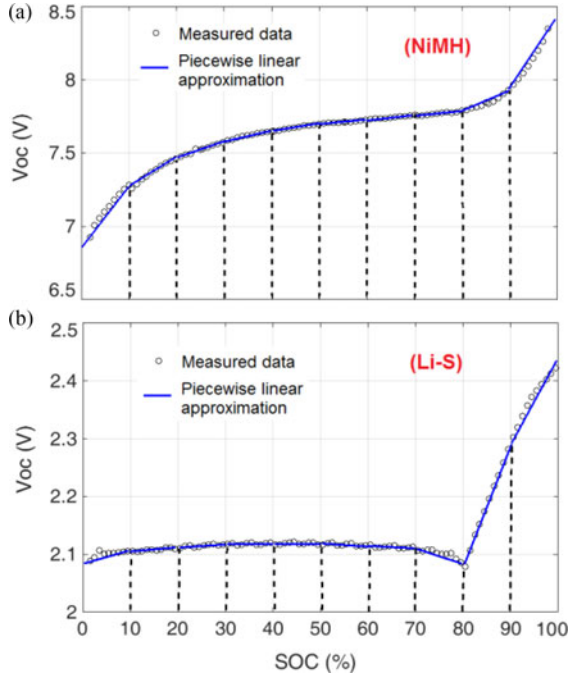 (a)
8.5
8
7.5
7
6.5
Voc (V)
Measured data
Piecewise linear
approximation
(NiMH)
(b)
2.5
2.4
2.3
2.2
2.1
2
Voc (V)
Measured data
Piecewise linear
approximation
(Li-S)
0 10 20 30 40 50 60 70 80 90 100
SOC (%)